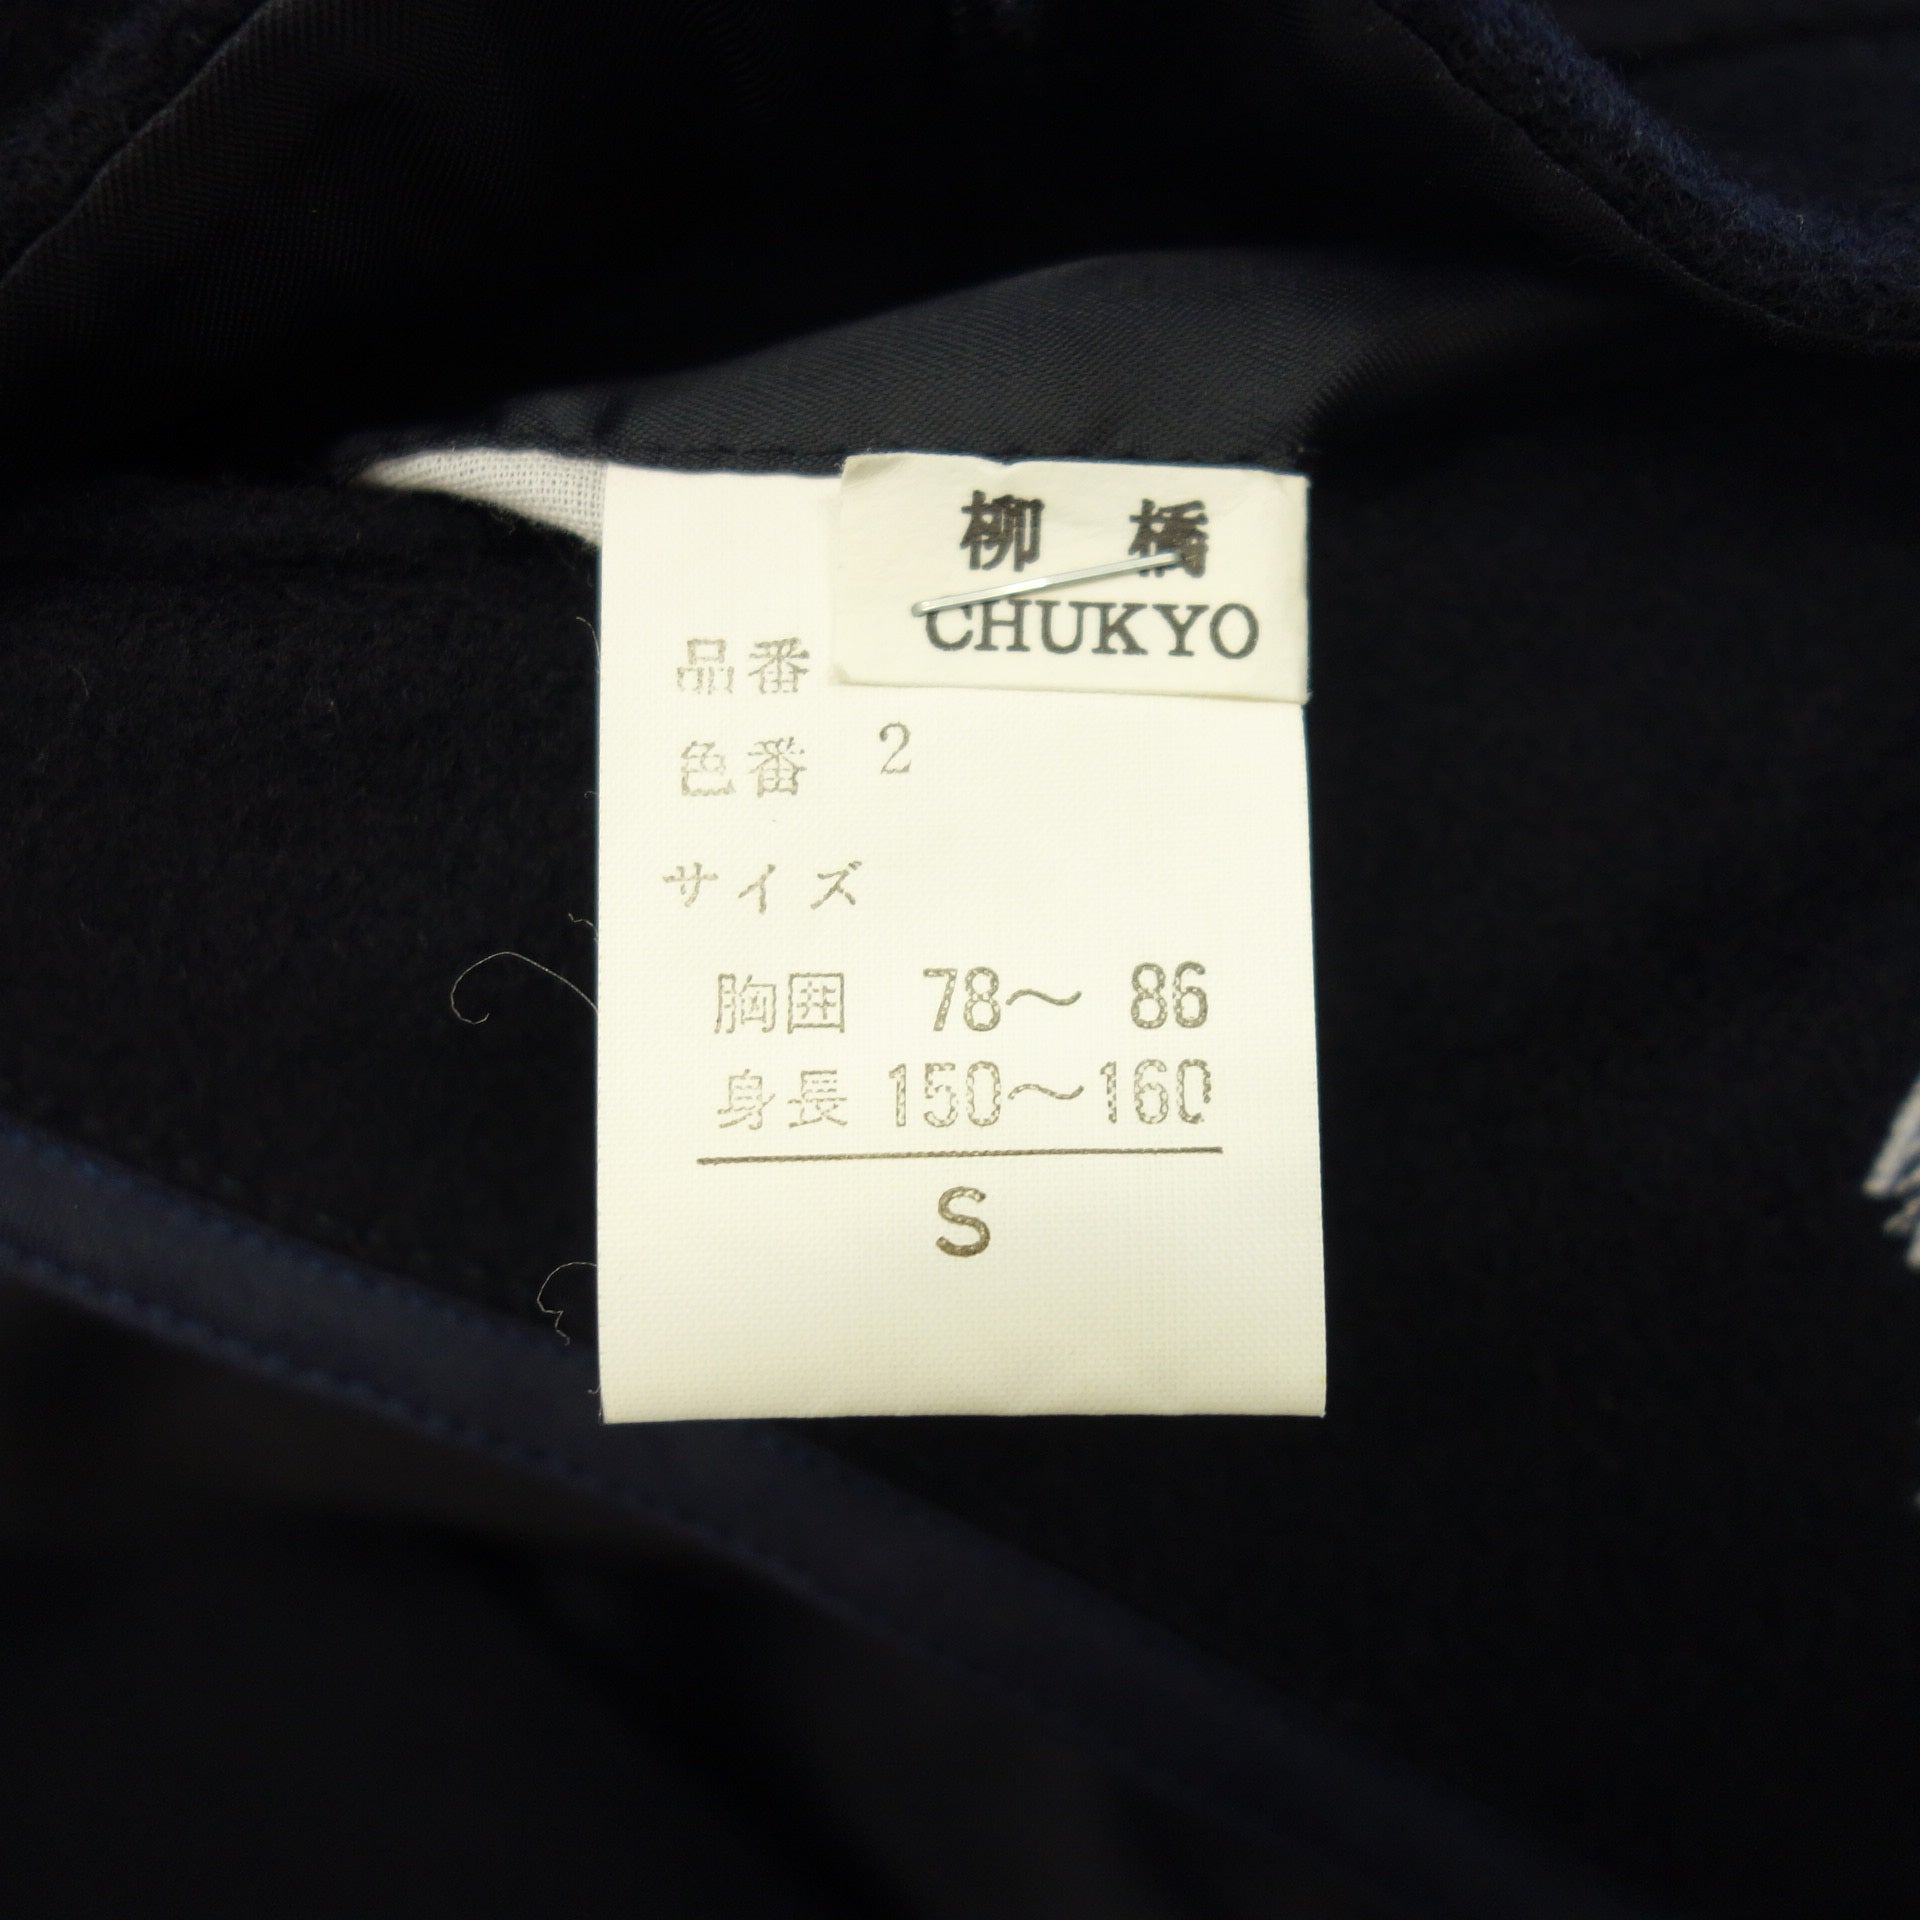 柳 橋
CHUKYO
品番
色番 2
サイズ
胸囲 78〜 86
身長 150〜160
S